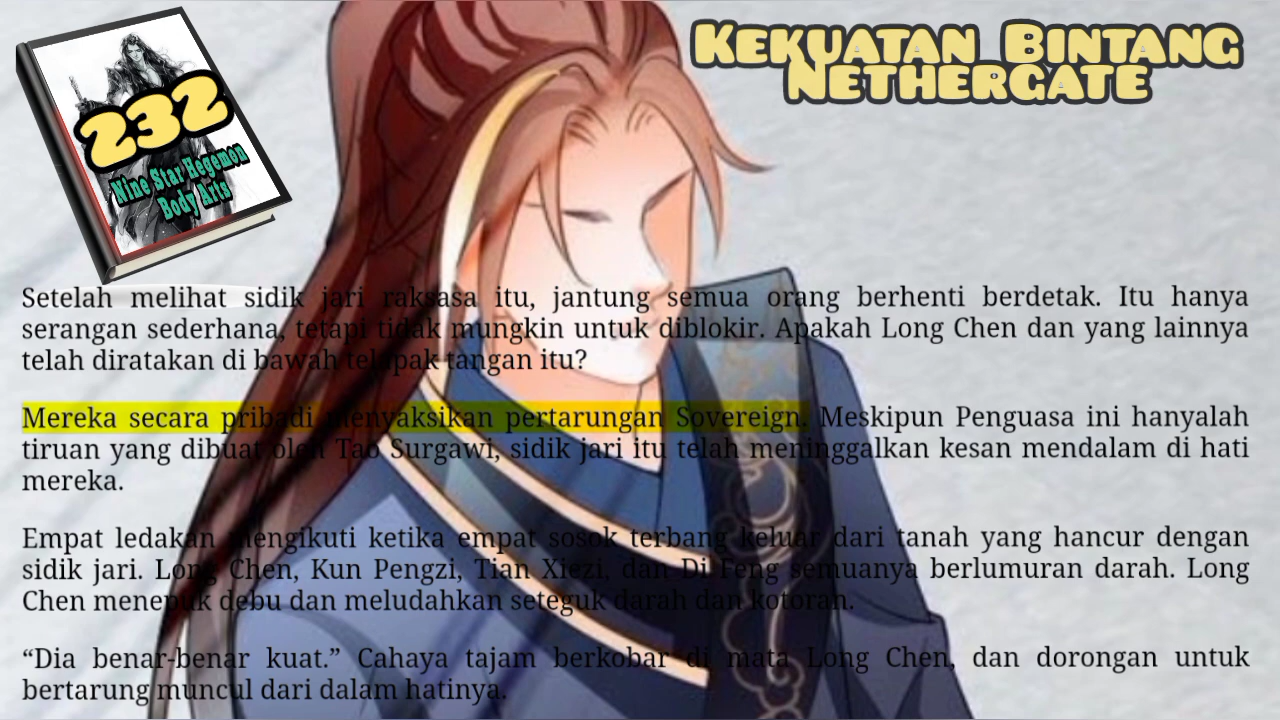 232
Nine Star Hegemon
Body Arts
Kekuatan Bintang
Nethergate
Setelah melihat sidik jari raksasa itu, jantung semua orang berhenti berdetak. Itu hanya
serangan sederhana, tetapi tidak mungkin untuk diblokir. Apakah Long Chen dan yang lainnya
telah diratakan di bawah telapak tangan itu?
Mereka secara pribadi menyaksikan pertarungan Sovereign. Meskipun Penguasa ini hanyalah
tiruan yang dibuat oleh Tao Surgawi, sidik jari itu telah meninggalkan kesan mendalam di hati
mereka.
Empat ledakan mengikuti ketika empat sosok terbang keluar dari tanah yang hancur dengan
sidik jari. Long Chen, Kun Pengzi, Tian Xiezi, dan Di Feng semuanya berlumuran darah. Long
Chen menepuk debu dan meludahkan seteguk darah dan kotoran.
“Dia benar-benar kuat.” Cahaya tajam berkobar di mata Long Chen, dan dorongan untuk
bertarung muncul dari dalam hatinya.